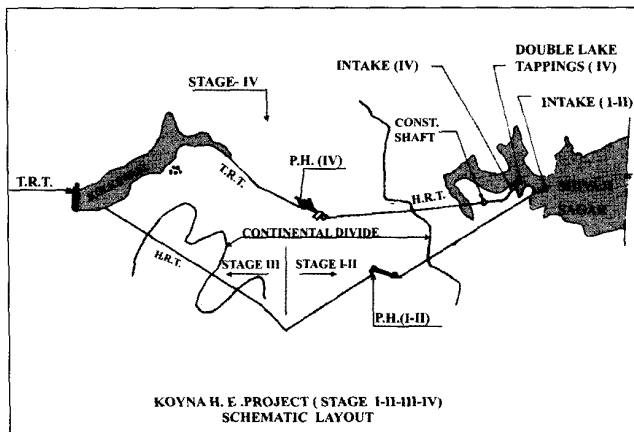 DOUBLE LAKE
TAPPINGS ( IV)
INTAKE (IV)
INTAKE ( I-II)
STAGE- IV
CONST.
SHAFT
P.H. (IV)
T.R.T.
T.R.T.
H.R.T.
SAGAR
CONTINENTAL DIVIDE
H.R.T.
STAGE III
STAGE I-II
P.H.(I-II)
KOYNA H. E .PROJECT ( STAGE I-II-III-IV)
SCHEMATIC LAYOUT